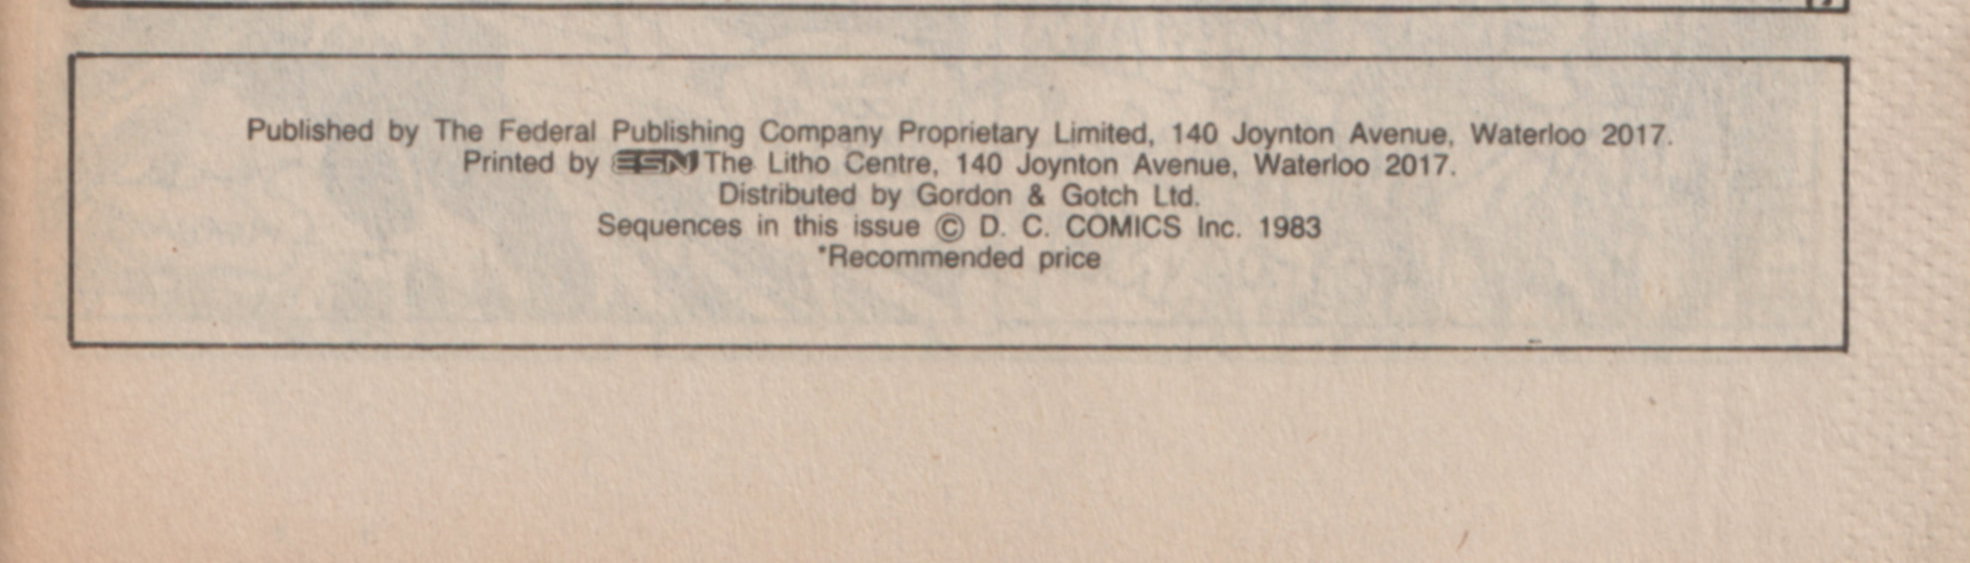 Published by The Federal Publishing Company Proprietary Limited, 140 Joynton Avenue, Waterloo 2017.
Printed by ESN The Litho Centre, 140 Joynton Avenue, Waterloo 2017.
Distributed by Gordon & Gotch Ltd.
Sequences in this issue © D. C. COMICS Inc. 1983
*Recommended price